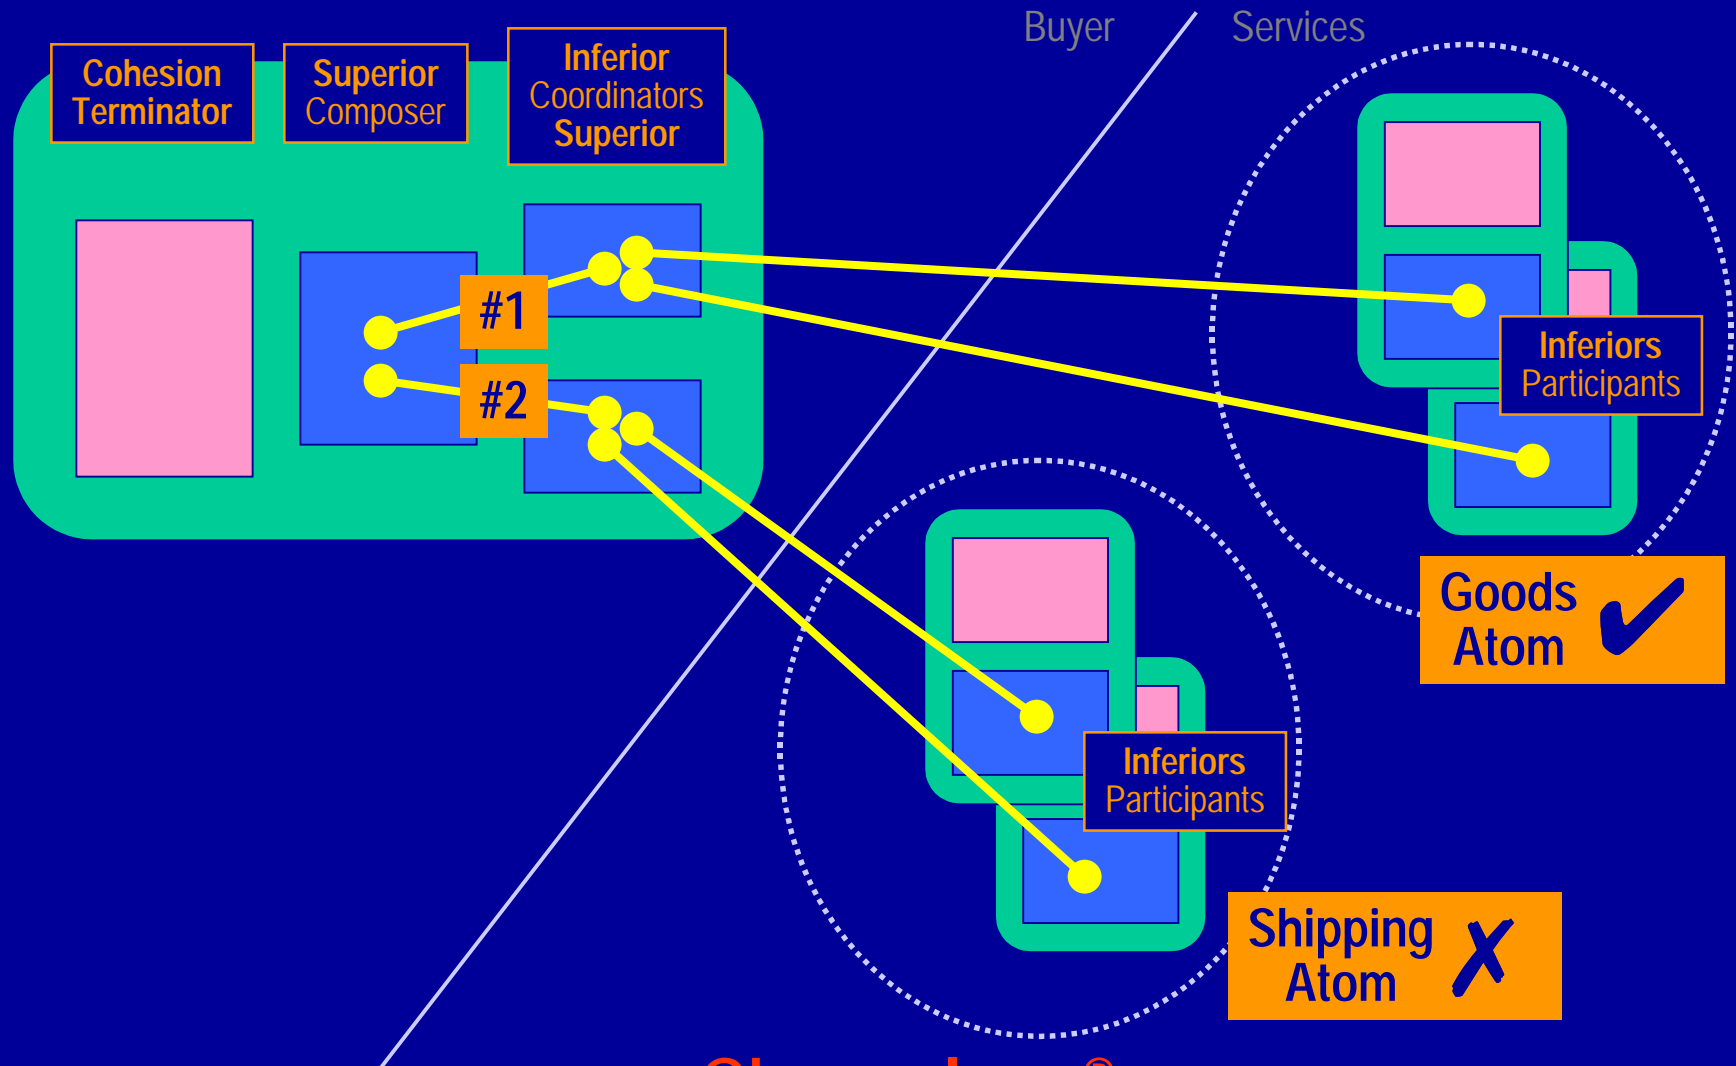 Buyer
Services
Cohesion
Terminator
Superior
Composer
Inferior
Coordinators
Superior
#1
#2
Inferiors
Participants
Goods
Atom ✔
Inferiors
Participants
Shipping
Atom ✗